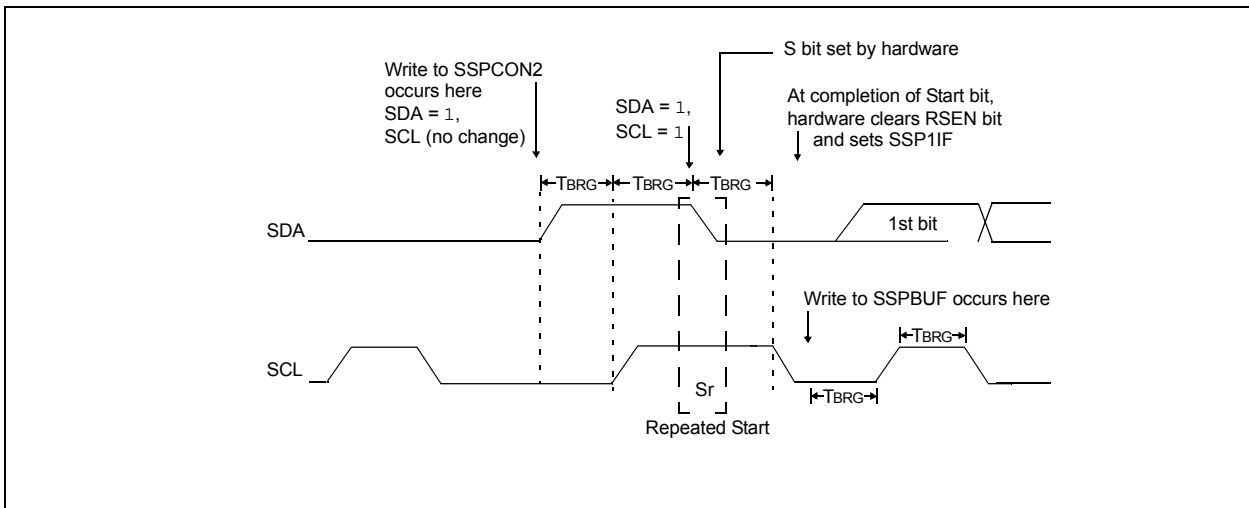 S bit set by hardware
Write to SSPCON2
occurs here
SDA = 1,
SCL (no change)
SDA = 1,
SCL = 1
At completion of Start bit,
hardware clears RSEN bit
and sets SSP1IF
TBRG TBRG TBRG
SDA
1st bit
Write to SSPBUF occurs here
TBRG
SCL
Sr
TBRG
Repeated Start